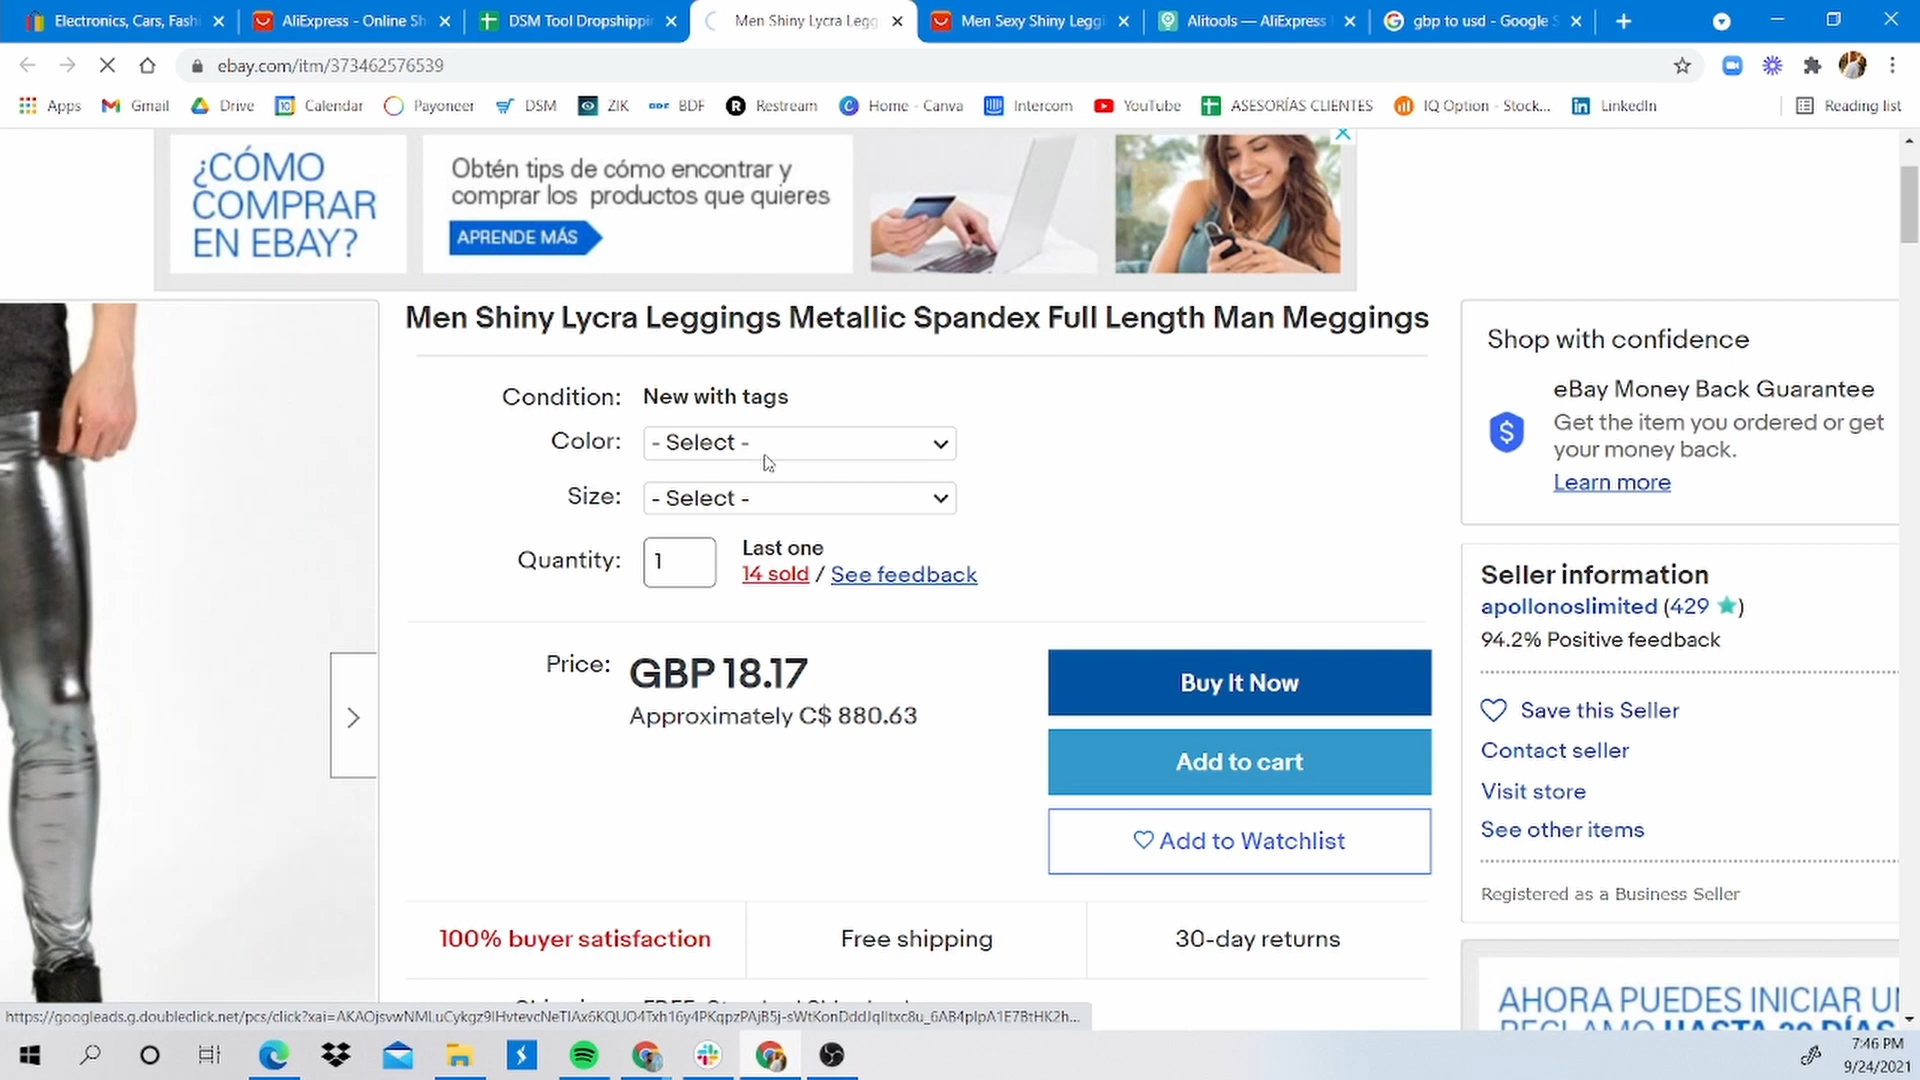 Electronics, Cars, Fashi
AliExpress - Online Sh
DSM Tool Dropshippin
Men Shiny Lycra Legg
Men Sexy Shiny Leggi
Alitools — AliExpress
gbp to usd - Google S
ebay.com/itm/373462576539
Apps
Gmail
Drive
Calendar
Payoneer
DSM
ZIK
BDF
Restream
Home - Canva
Intercom
YouTube
ASESORÍAS CLIENTES
IQ Option - Stock...
LinkedIn
Reading list
¿CÓMO
COMPRAR
EN EBAY?
Obtén tips de cómo encontrar y
comprar los productos que quieres
APRENDE MÁS
Men Shiny Lycra Leggings Metallic Spandex Full Length Man Meggings
Condition: New with tags
Color: - Select -
Size: - Select -
Quantity: 1
Last one
14 sold / See feedback
Price: GBP 18.17
Approximately C$ 880.63
Buy It Now
Add to cart
Add to Watchlist
100% buyer satisfaction
Free shipping
30-day returns
Shop with confidence
eBay Money Back Guarantee
Get the item you ordered or get
your money back.
Learn more
Seller information
apollonoslimited (429 )
94.2% Positive feedback
Save this Seller
Contact seller
Visit store
See other items
Registered as a Business Seller
AHORA PUEDES INICIAR UN
RECLAMO HASTA 30 DÍAS
7:46 PM
9/24/2021